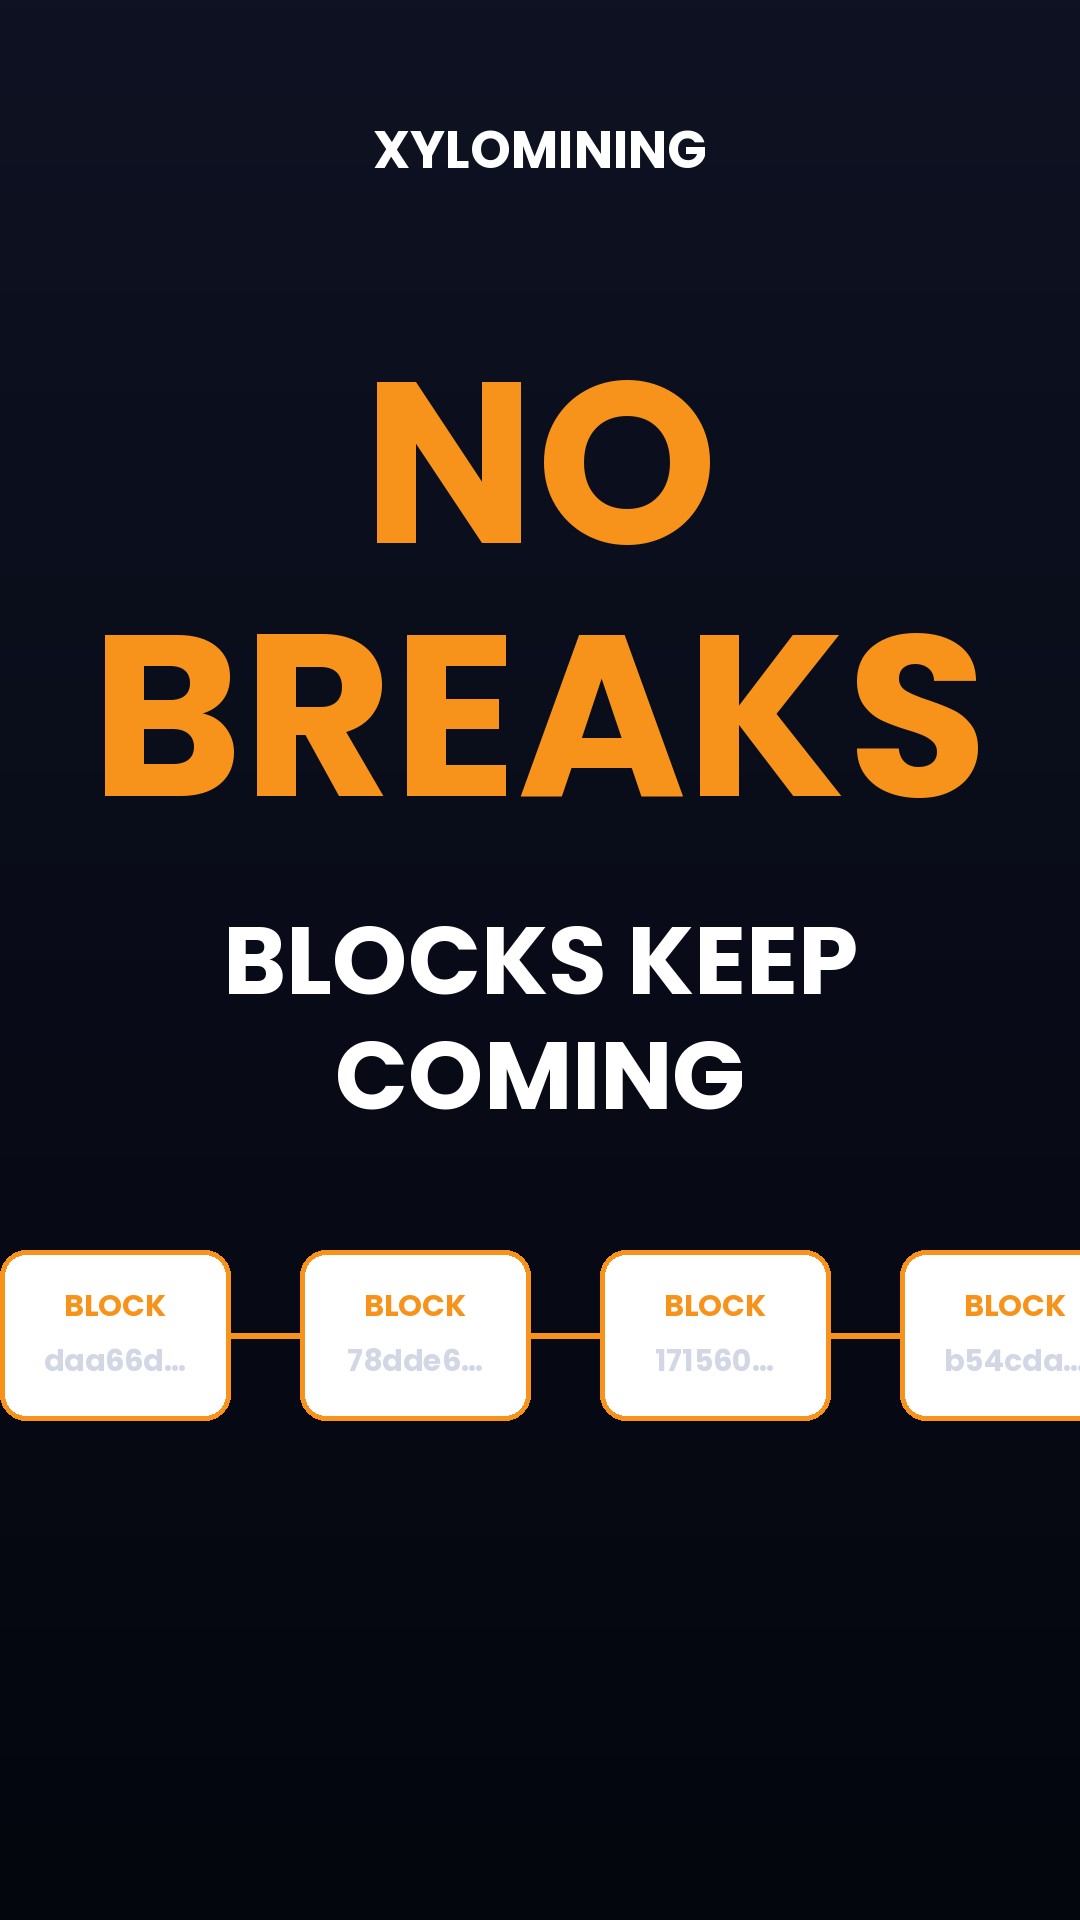 XYLOMINING
NO
BREAKS
BLOCKS KEEP
COMING
BLOCK BLOCK BLOCK BLOCK
daa66d... 78dde6... 171560... b54cda...